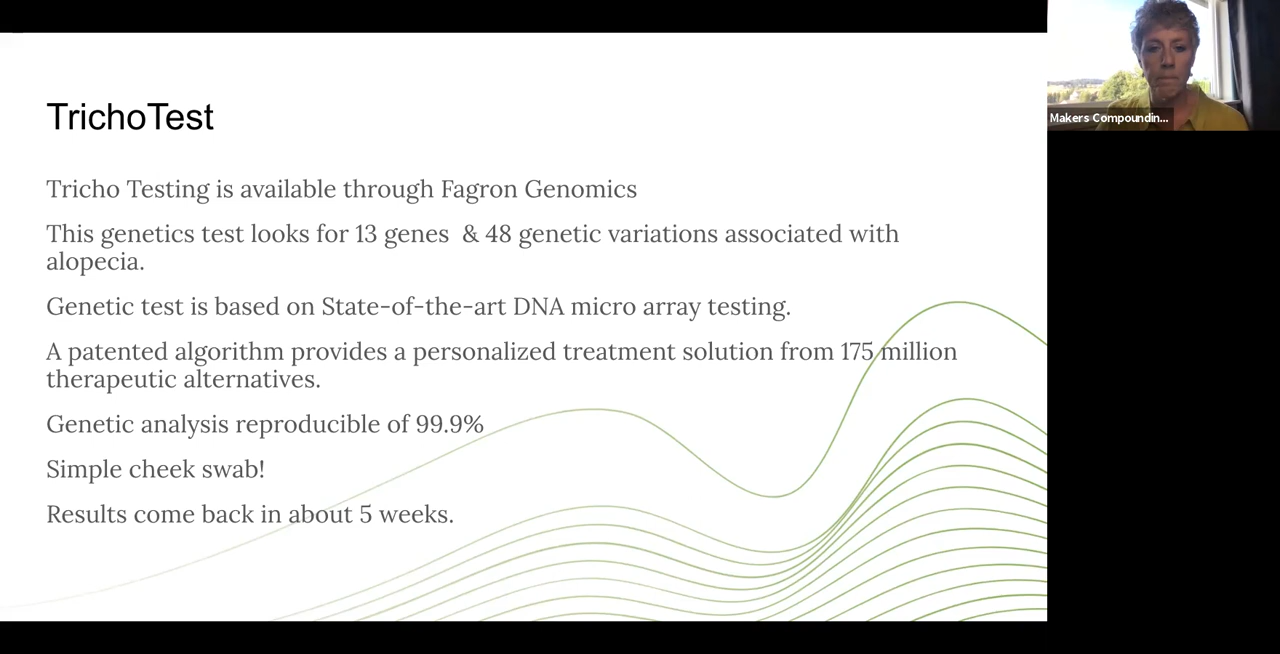 TrichoTest
Tricho Testing is available through Fagron Genomics
This genetics test looks for 13 genes  & 48 genetic variations associated with
alopecia.
Genetic test is based on State-of-the-art DNA micro array testing.
A patented algorithm provides a personalized treatment solution from 175 million
therapeutic alternatives.
Genetic analysis reproducible of 99.9%
Simple cheek swab!
Results come back in about 5 weeks.
Makers Compoundin...